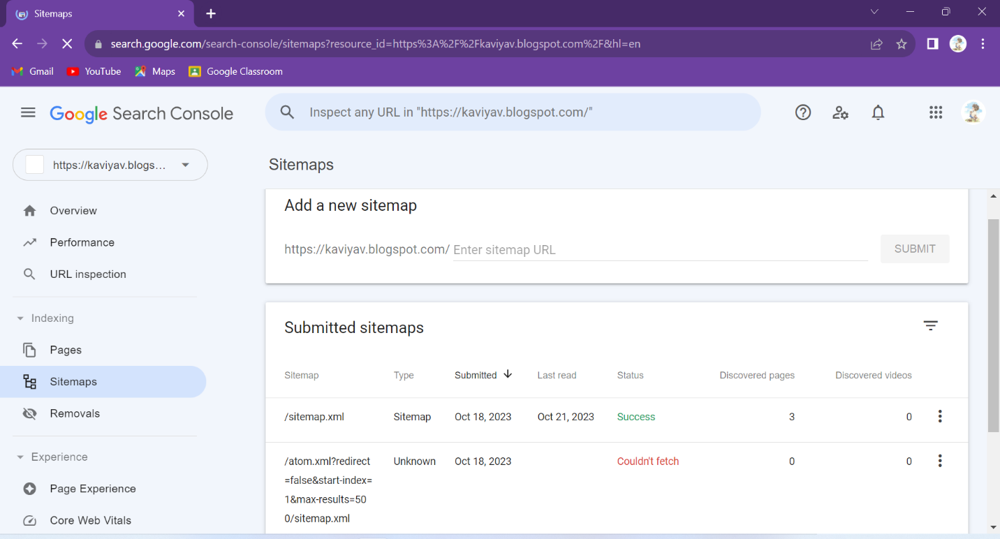 Sitemaps
search.google.com/search-console/sitemaps?resource_id=https%3A%2F%2Fkaviyav.blogspot.com%2F&hl=en
Gmail YouTube Maps Google Classroom
Google Search Console
Inspect any URL in "https://kaviyav.blogspot.com/"
https://kaviyav.blogs...
Overview
Performance
URL inspection
Indexing
Pages
Sitemaps
Removals
Experience
Page Experience
Core Web Vitals
Sitemaps
Add a new sitemap
https://kaviyav.blogspot.com/ Enter sitemap URL SUBMIT
Submitted sitemaps
Sitemap Type Submitted Last read Status Discovered pages Discovered videos
/sitemap.xml Sitemap Oct 18, 2023 Oct 21, 2023 Success 3 0
/atom.xml?redirect Unknown Oct 18, 2023 Couldn't fetch 0 0
=false&start-index=
1&max-results=50
0/sitemap.xml